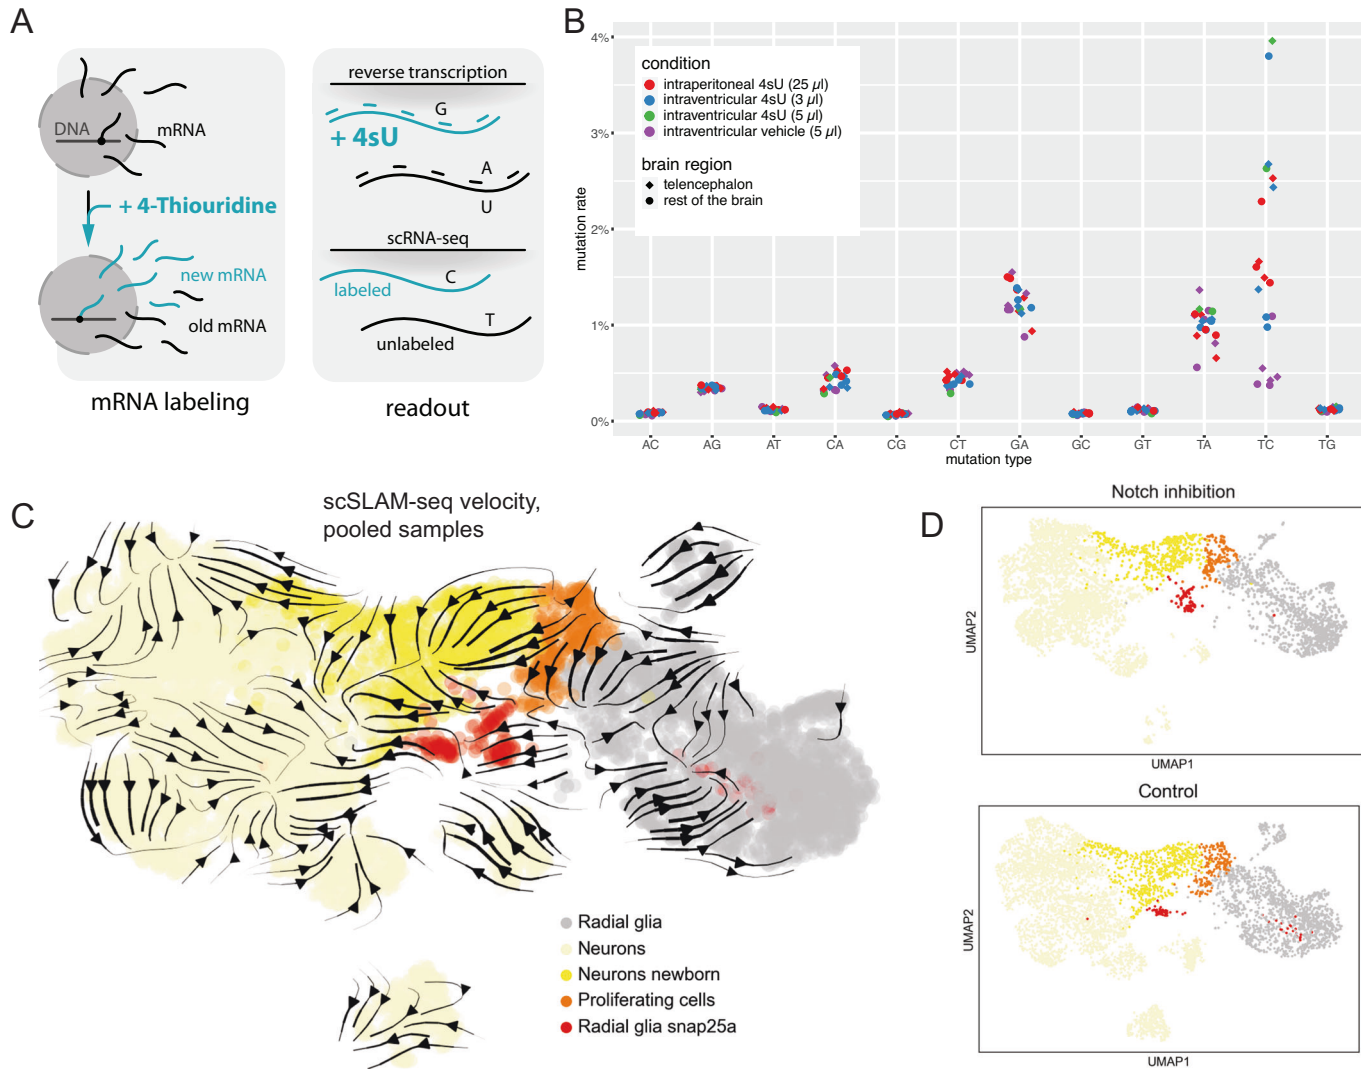 A
DNA
mRNA
+ 4-Thiouridine
new mRNA
old mRNA
mRNA labeling
reverse transcription
G
+ 4sU
A
U
scRNA-seq
C
labeled
T
unlabeled
readout
B
4%
3%
2%
1%
0%
mutation rate
condition
intraperitoneal 4sU (25 µl)
intraventricular 4sU (3 µl)
intraventricular 4sU (5 µl)
intraventricular vehicle (5 µl)
brain region
telencephalon
rest of the brain
AC AG AT CA CG CT GA GC GT TA TC TG
mutation type
C
scSLAM-seq velocity,
pooled samples
Radial glia
Neurons
Neurons newborn
Proliferating cells
Radial glia snap25a
D
Notch inhibition
UMAP2
UMAP1
Control
UMAP2
UMAP1